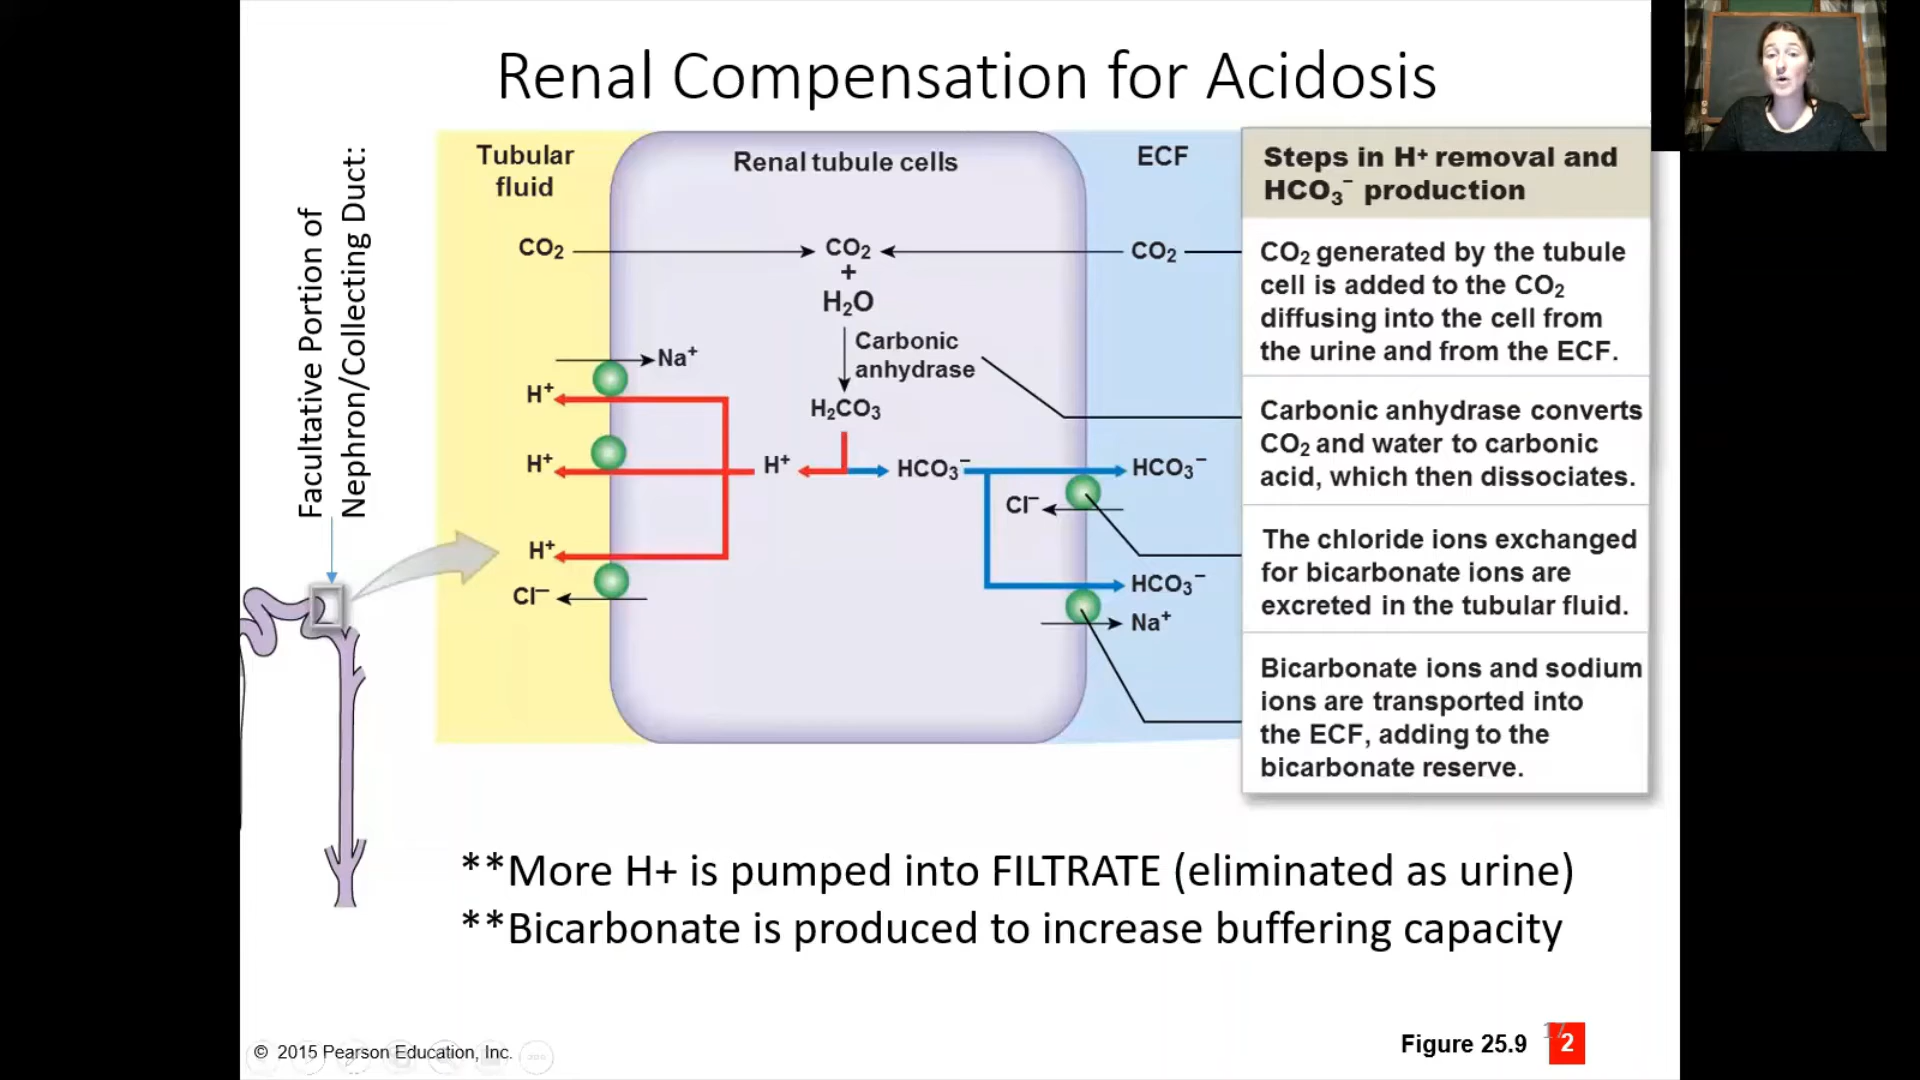 Renal Compensation for Acidosis
Facultative Portion of
Nephron/Collecting Duct:
Tubular
fluid
Renal tubule cells
ECF
CO₂
CO₂
CO₂
+
H₂O
Carbonic
anhydrase
H₂CO₃
Na⁺
H⁺
H⁺
H⁺
HCO₃⁻
HCO₃⁻
Cl⁻
H⁺
Cl⁻
HCO₃⁻
Na⁺
Steps in H⁺ removal and
HCO₃⁻ production
CO₂ generated by the tubule
cell is added to the CO₂
diffusing into the cell from
the urine and from the ECF.
Carbonic anhydrase converts
CO₂ and water to carbonic
acid, which then dissociates.
The chloride ions exchanged
for bicarbonate ions are
excreted in the tubular fluid.
Bicarbonate ions and sodium
ions are transported into
the ECF, adding to the
bicarbonate reserve.
**More H+ is pumped into FILTRATE (eliminated as urine)
**Bicarbonate is produced to increase buffering capacity
© 2015 Pearson Education, Inc.
Figure 25.9
17
2